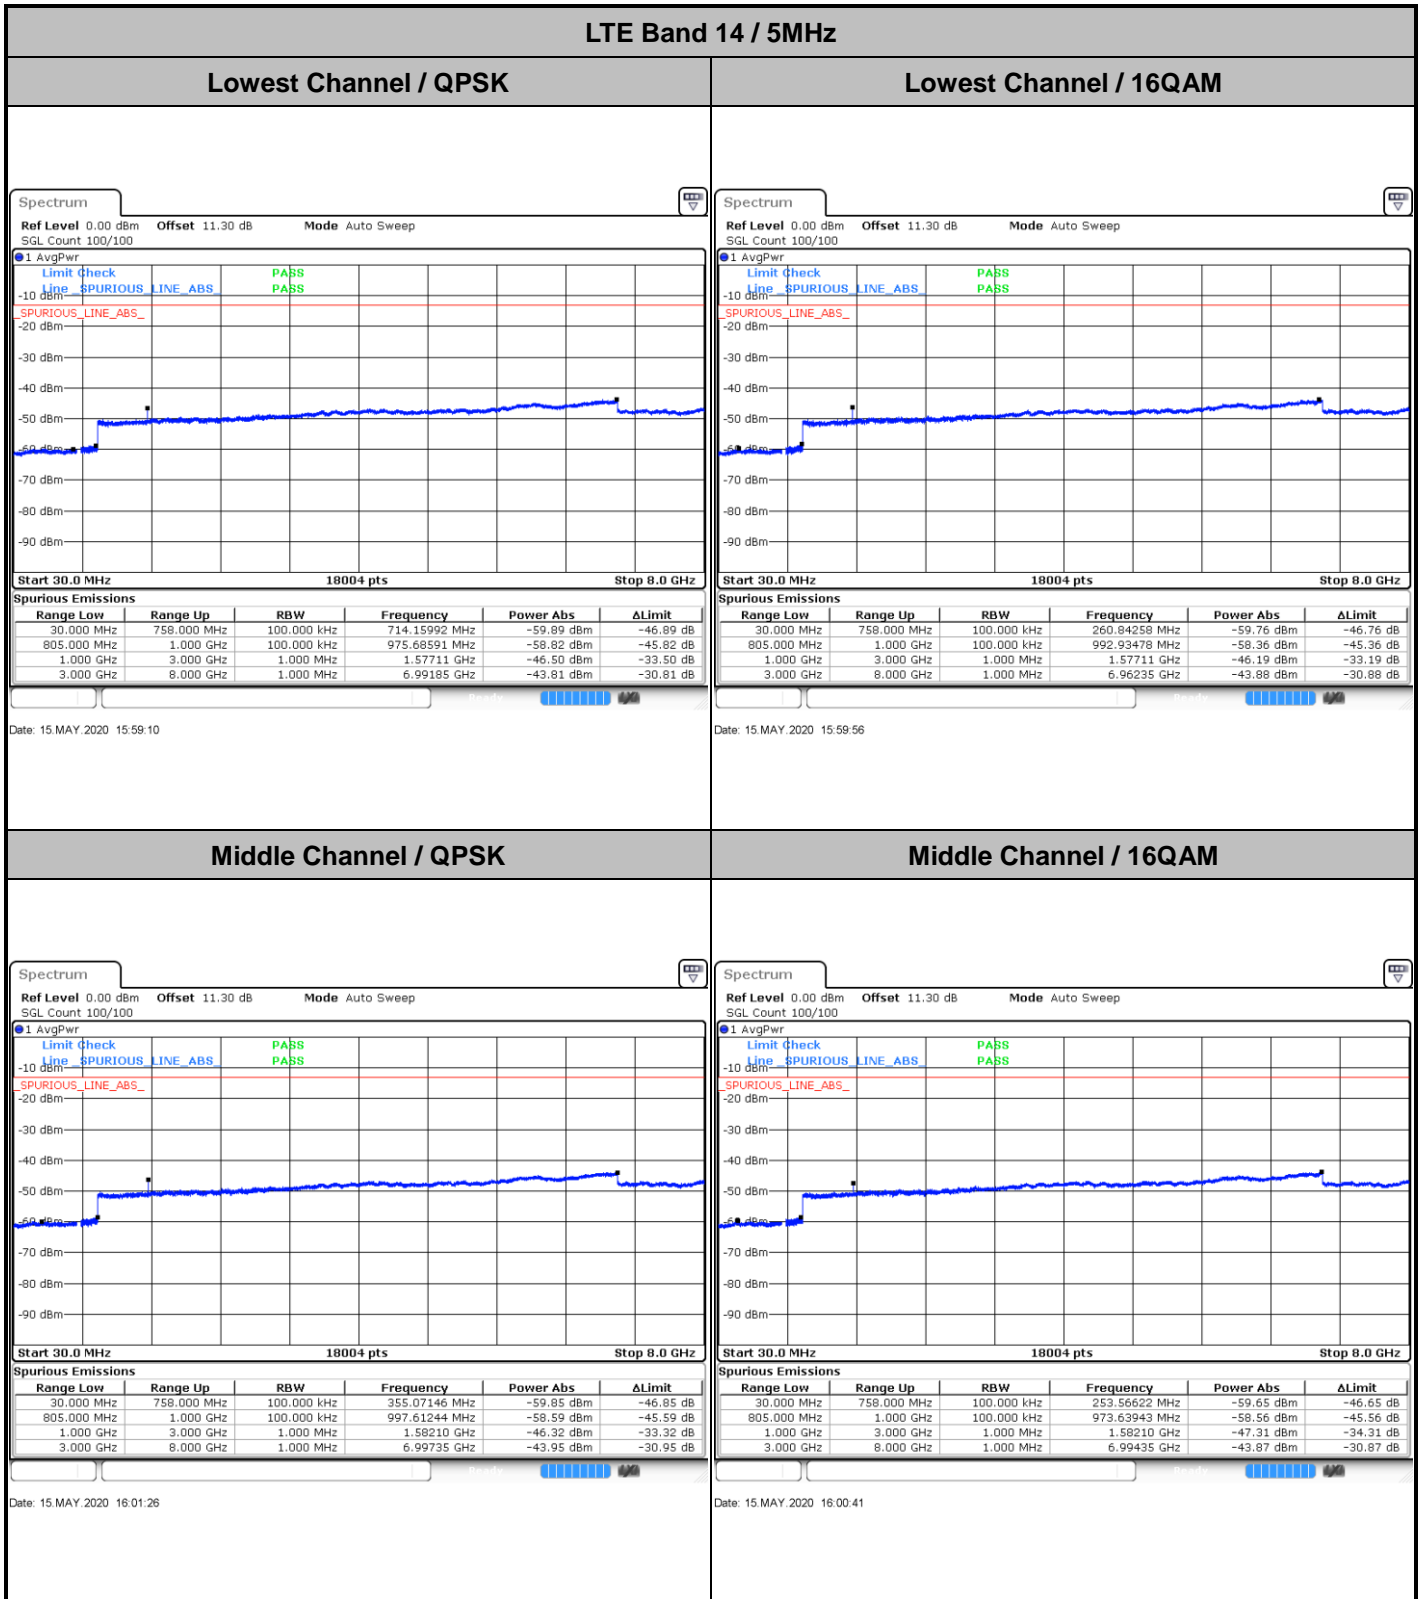 LTE Band 14 / 5MHz
Lowest Channel / QPSK
Lowest Channel / 16QAM
Spectrum
Ref Level 0.00 dBm Offset 11.30 dB Mode Auto Sweep
SGL Count 100/100
1 AvgPwr
Limit Check PASS
Line _SPURIOUS_LINE_ABS_ PASS
-10 dBm
_SPURIOUS_LINE_ABS_
-20 dBm
-30 dBm
-40 dBm
-50 dBm
-60 dBm
-70 dBm
-80 dBm
-90 dBm
Start 30.0 MHz 18004 pts Stop 8.0 GHz
Spurious Emissions
Range Low Range Up RBW Frequency Power Abs ΔLimit
30.000 MHz 758.000 MHz 100.000 kHz 714.15992 MHz -59.89 dBm -46.89 dB
805.000 MHz 1.000 GHz 100.000 kHz 975.68591 MHz -58.82 dBm -45.82 dB
1.000 GHz 3.000 GHz 1.000 MHz 1.57711 GHz -46.50 dBm -33.50 dB
3.000 GHz 8.000 GHz 1.000 MHz 6.99185 GHz -43.81 dBm -30.81 dB
Date: 15.MAY.2020 15:59:10
Spectrum
Ref Level 0.00 dBm Offset 11.30 dB Mode Auto Sweep
SGL Count 100/100
1 AvgPwr
Limit Check PASS
Line _SPURIOUS_LINE_ABS_ PASS
-10 dBm
_SPURIOUS_LINE_ABS_
-20 dBm
-30 dBm
-40 dBm
-50 dBm
-60 dBm
-70 dBm
-80 dBm
-90 dBm
Start 30.0 MHz 18004 pts Stop 8.0 GHz
Spurious Emissions
Range Low Range Up RBW Frequency Power Abs ΔLimit
30.000 MHz 758.000 MHz 100.000 kHz 260.84258 MHz -59.76 dBm -46.76 dB
805.000 MHz 1.000 GHz 100.000 kHz 992.93478 MHz -58.36 dBm -45.36 dB
1.000 GHz 3.000 GHz 1.000 MHz 1.57711 GHz -46.19 dBm -33.19 dB
3.000 GHz 8.000 GHz 1.000 MHz 6.96235 GHz -43.88 dBm -30.88 dB
Date: 15.MAY.2020 15:59:56
Middle Channel / QPSK
Middle Channel / 16QAM
Spectrum
Ref Level 0.00 dBm Offset 11.30 dB Mode Auto Sweep
SGL Count 100/100
1 AvgPwr
Limit Check PASS
Line _SPURIOUS_LINE_ABS_ PASS
-10 dBm
_SPURIOUS_LINE_ABS_
-20 dBm
-30 dBm
-40 dBm
-50 dBm
-60 dBm
-70 dBm
-80 dBm
-90 dBm
Start 30.0 MHz 18004 pts Stop 8.0 GHz
Spurious Emissions
Range Low Range Up RBW Frequency Power Abs ΔLimit
30.000 MHz 758.000 MHz 100.000 kHz 355.07146 MHz -59.85 dBm -46.85 dB
805.000 MHz 1.000 GHz 100.000 kHz 997.61244 MHz -58.59 dBm -45.59 dB
1.000 GHz 3.000 GHz 1.000 MHz 1.58210 GHz -46.32 dBm -33.32 dB
3.000 GHz 8.000 GHz 1.000 MHz 6.99735 GHz -43.95 dBm -30.95 dB
Date: 15.MAY.2020 16:01:26
Spectrum
Ref Level 0.00 dBm Offset 11.30 dB Mode Auto Sweep
SGL Count 100/100
1 AvgPwr
Limit Check PASS
Line _SPURIOUS_LINE_ABS_ PASS
-10 dBm
_SPURIOUS_LINE_ABS_
-20 dBm
-30 dBm
-40 dBm
-50 dBm
-60 dBm
-70 dBm
-80 dBm
-90 dBm
Start 30.0 MHz 18004 pts Stop 8.0 GHz
Spurious Emissions
Range Low Range Up RBW Frequency Power Abs ΔLimit
30.000 MHz 758.000 MHz 100.000 kHz 253.56622 MHz -59.65 dBm -46.65 dB
805.000 MHz 1.000 GHz 100.000 kHz 973.63943 MHz -58.56 dBm -45.56 dB
1.000 GHz 3.000 GHz 1.000 MHz 1.58210 GHz -47.31 dBm -34.31 dB
3.000 GHz 8.000 GHz 1.000 MHz 6.99435 GHz -43.87 dBm -30.87 dB
Date: 15.MAY.2020 16:00:41